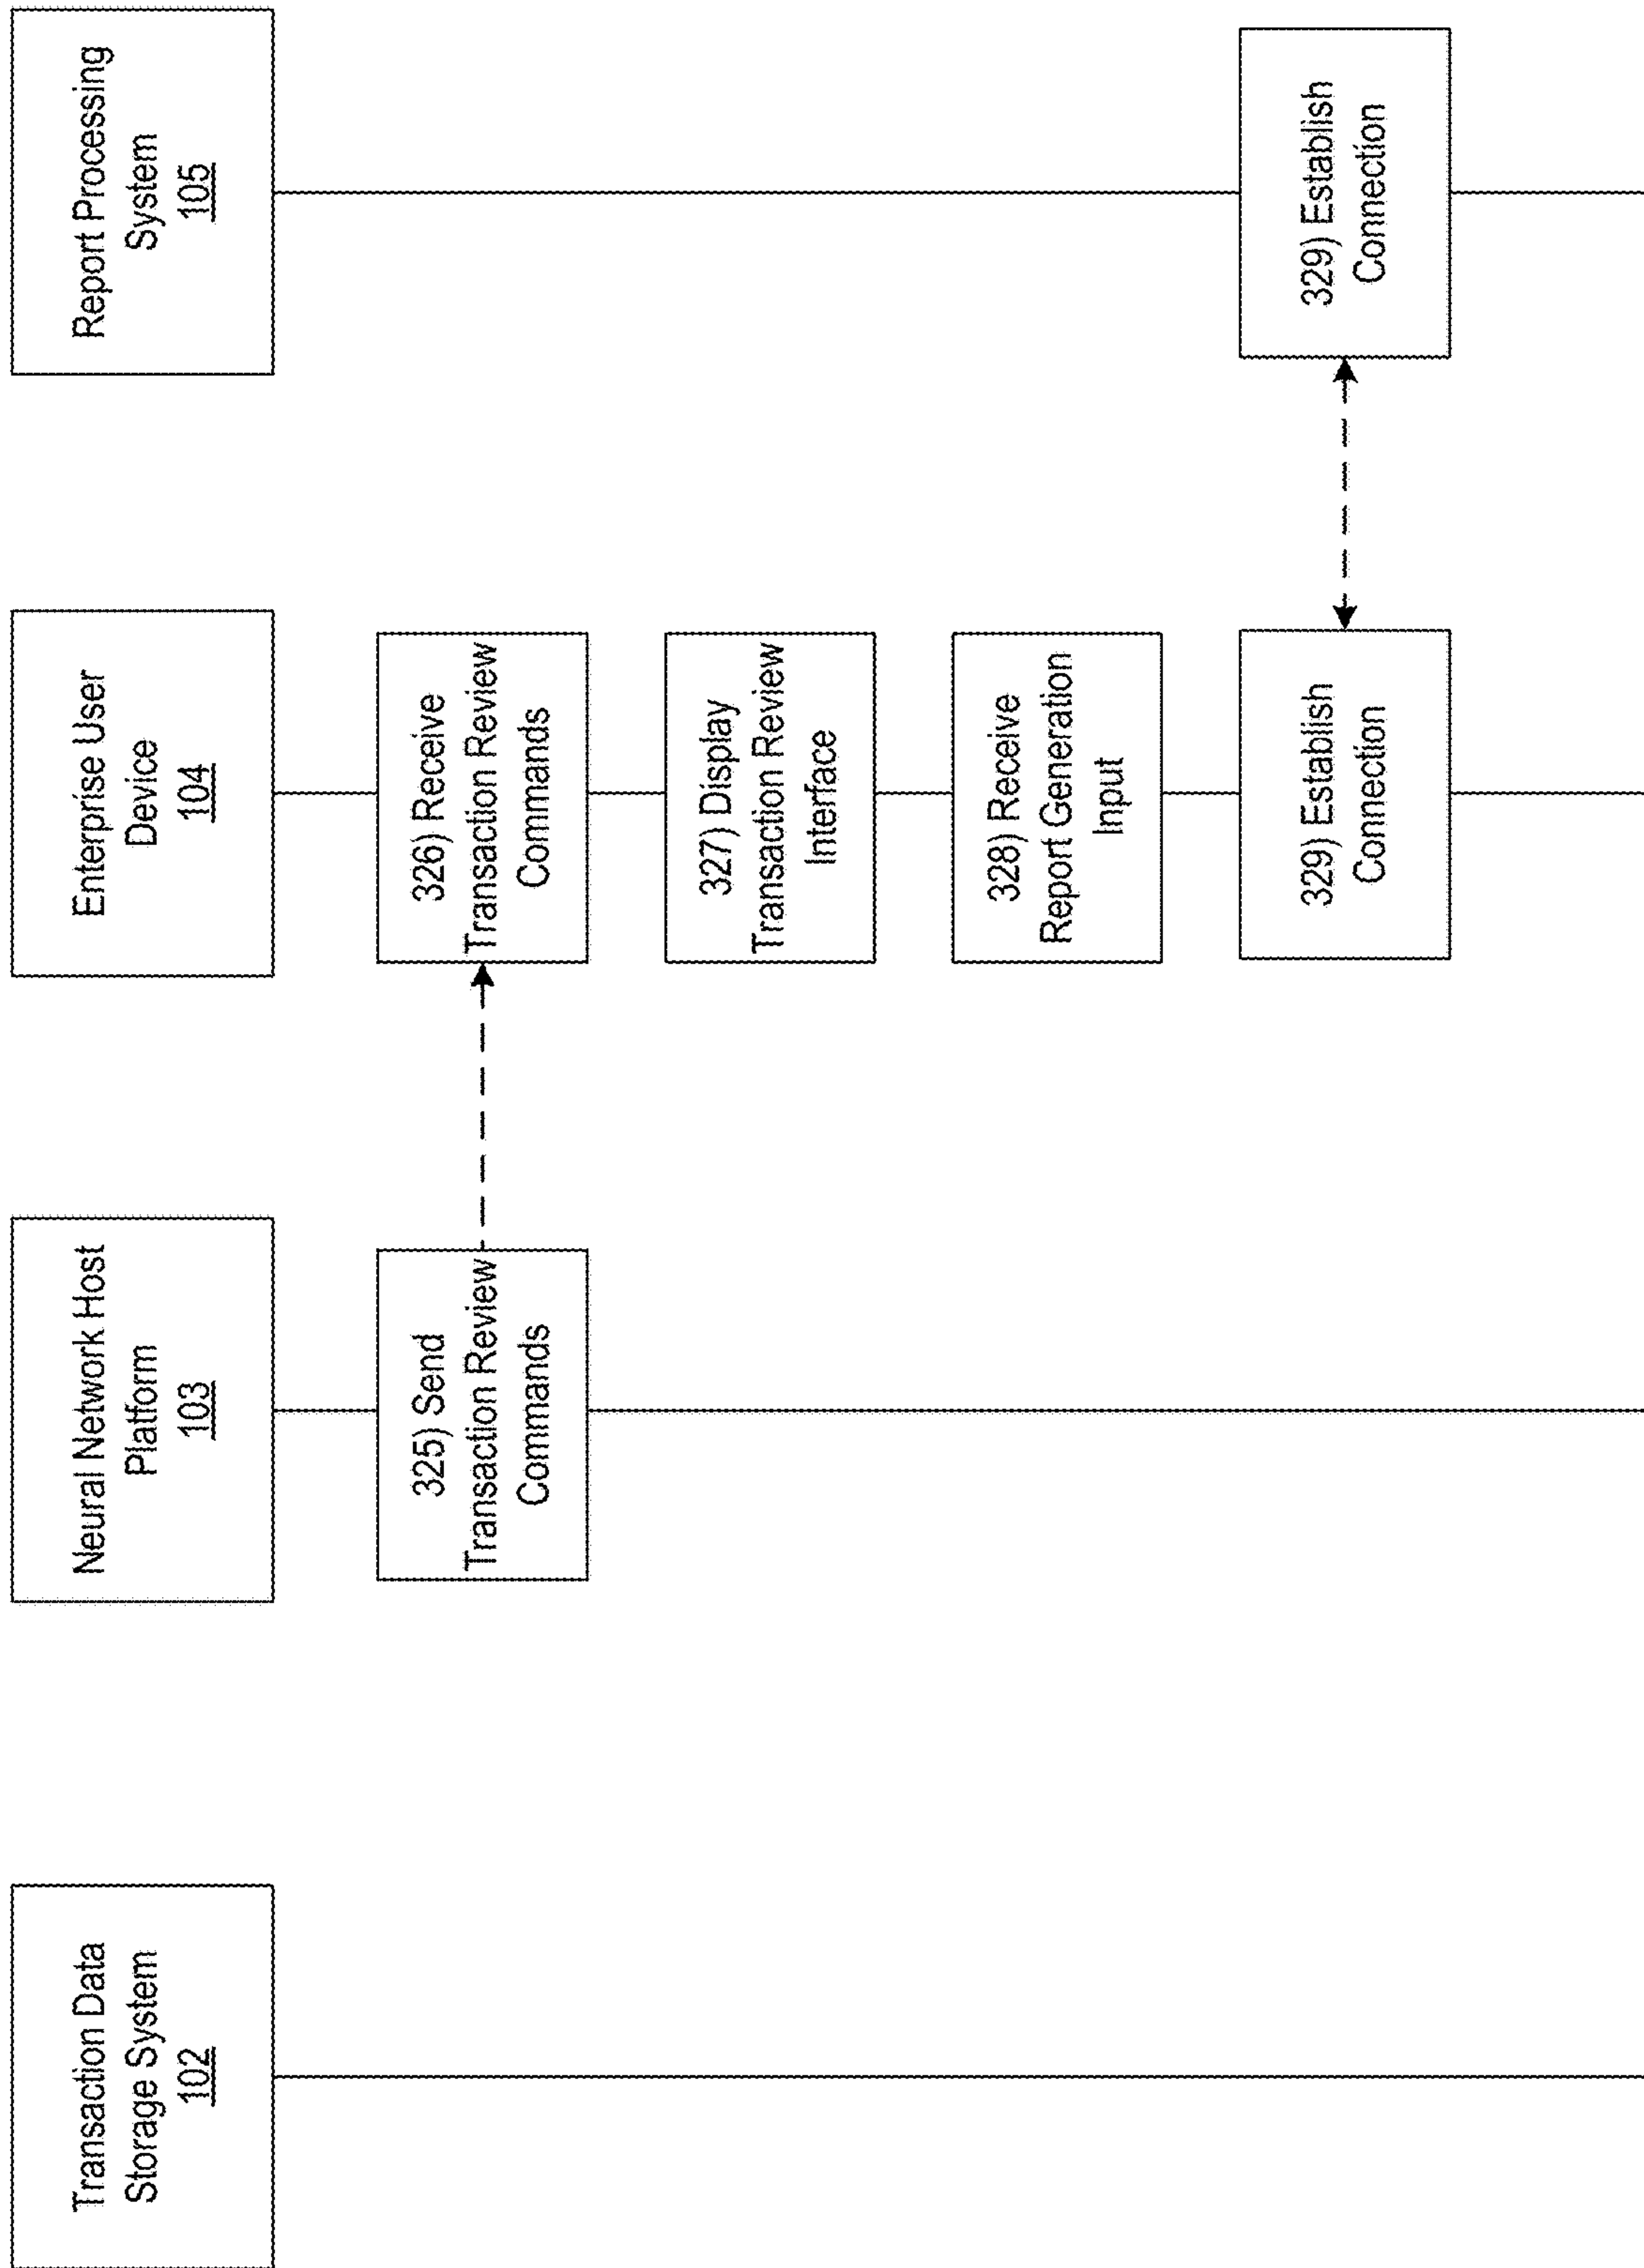 Transaction Data
Storage System
102
Neural Network Host
Platform
103
Enterprise User
Device
104
Report Processing
System
105
325) Send
Transaction Review
Commands
326) Receive
Transaction Review
Commands
327) Display
Transaction Review
Interface
328) Receive
Report Generation
Input
329) Establish
Connection
329) Establish
Connection